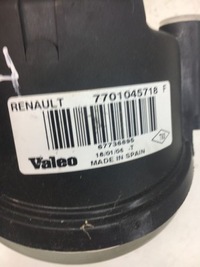 RENAULT 7701045718 F
67736695
Valeo
18/01/06 -T
MADE IN SPAIN